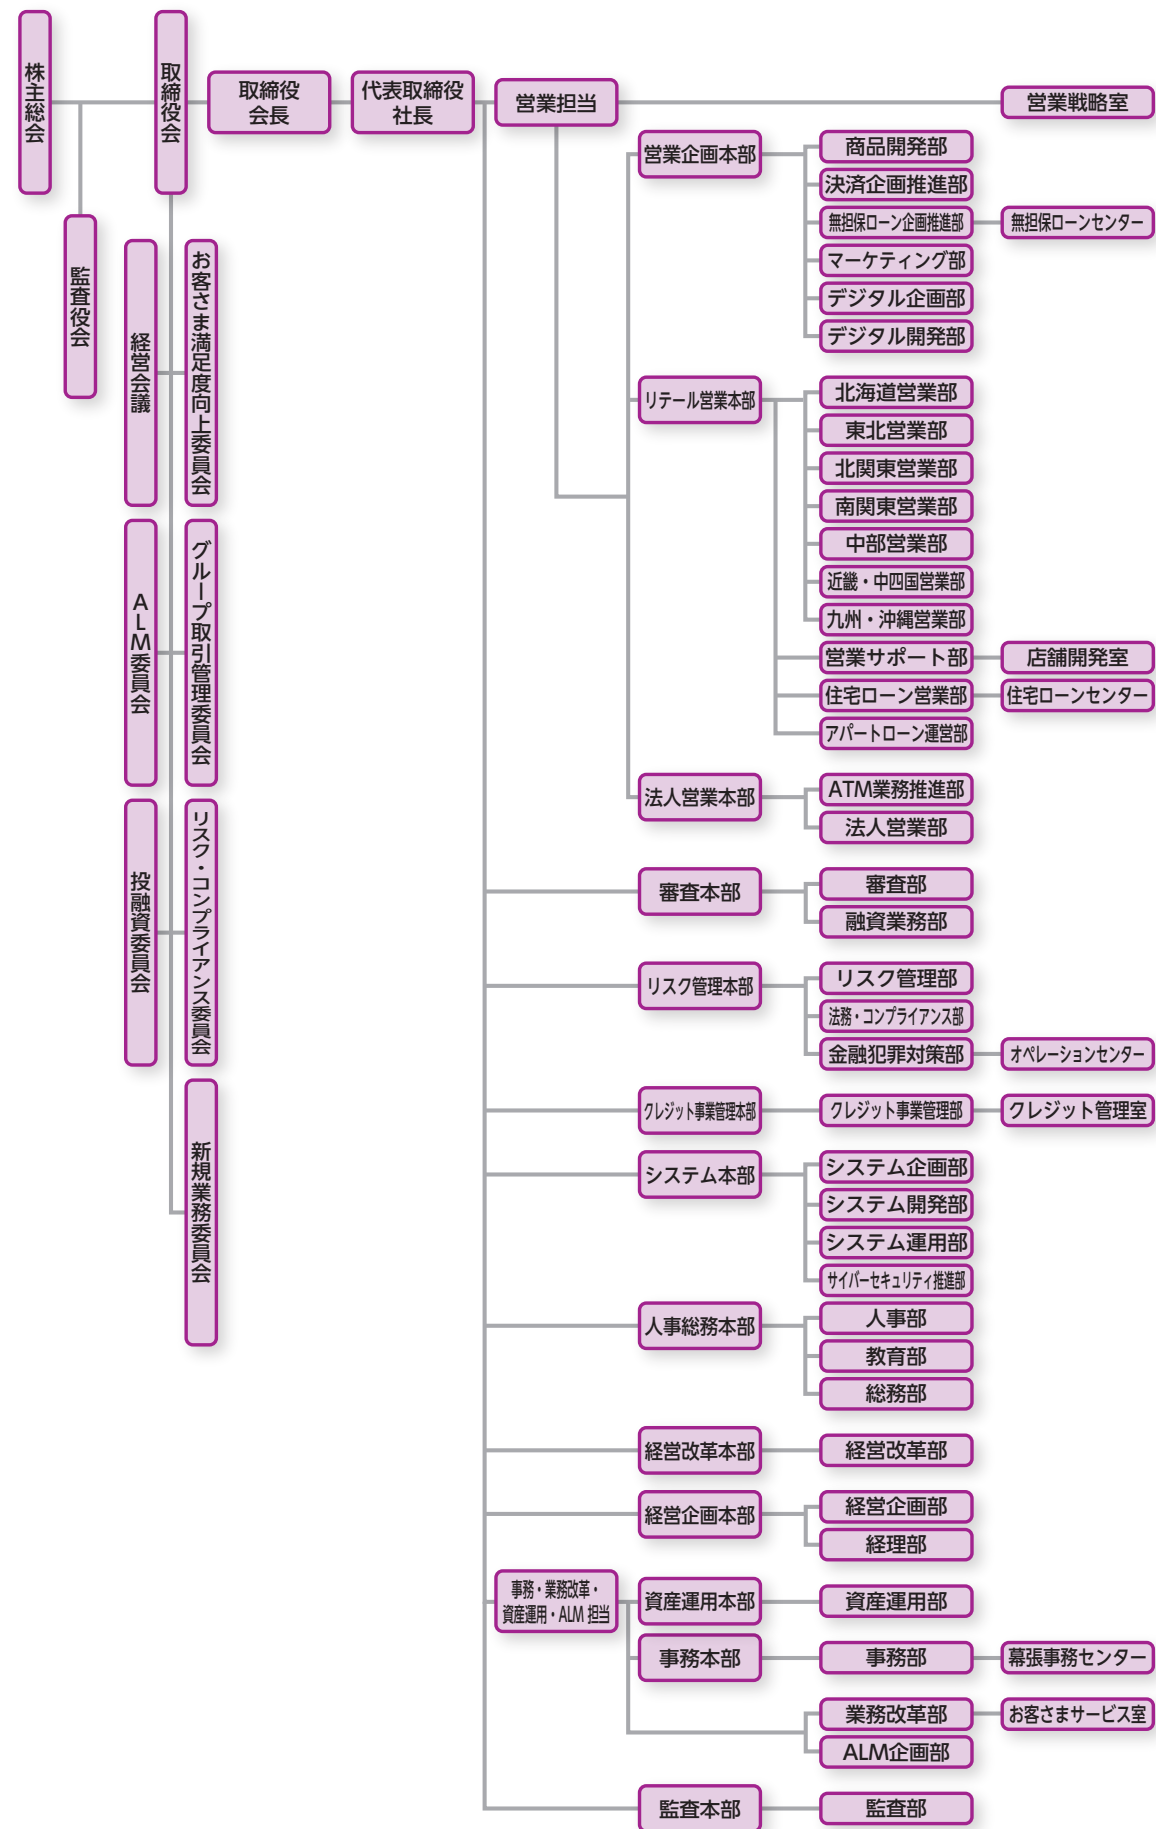 株主総会
取締役会
取締役
会長
代表取締役
社長
営業担当
営業戦略室
監査役会
経営会議
お客さま満足度向上委員会
ALM委員会
グループ取引管理委員会
投融資委員会
リスク・コンプライアンス委員会
新規業務委員会
営業企画本部
商品開発部
決済企画推進部
無担保ローン企画推進部
無担保ローンセンター
マーケティング部
デジタル企画部
デジタル開発部
リテール営業本部
北海道営業部
東北営業部
北関東営業部
南関東営業部
中部営業部
近畿・中四国営業部
九州・沖縄営業部
営業サポート部
店舗開発室
住宅ローン営業部
住宅ローンセンター
アパートローン運営部
法人営業本部
ATM業務推進部
法人営業部
審査本部
審査部
融資業務部
リスク管理本部
リスク管理部
法務・コンプライアンス部
金融犯罪対策部
オペレーションセンター
クレジット事業管理本部
クレジット事業管理部
クレジット管理室
システム本部
システム企画部
システム開発部
システム運用部
サイバーセキュリティ推進部
人事総務本部
人事部
教育部
総務部
経営改革本部
経営改革部
経営企画本部
経営企画部
経理部
事務・業務改革・
資産運用・ALM 担当
資産運用本部
資産運用部
事務本部
事務部
幕張事務センター
業務改革部
お客さまサービス室
ALM企画部
監査本部
監査部